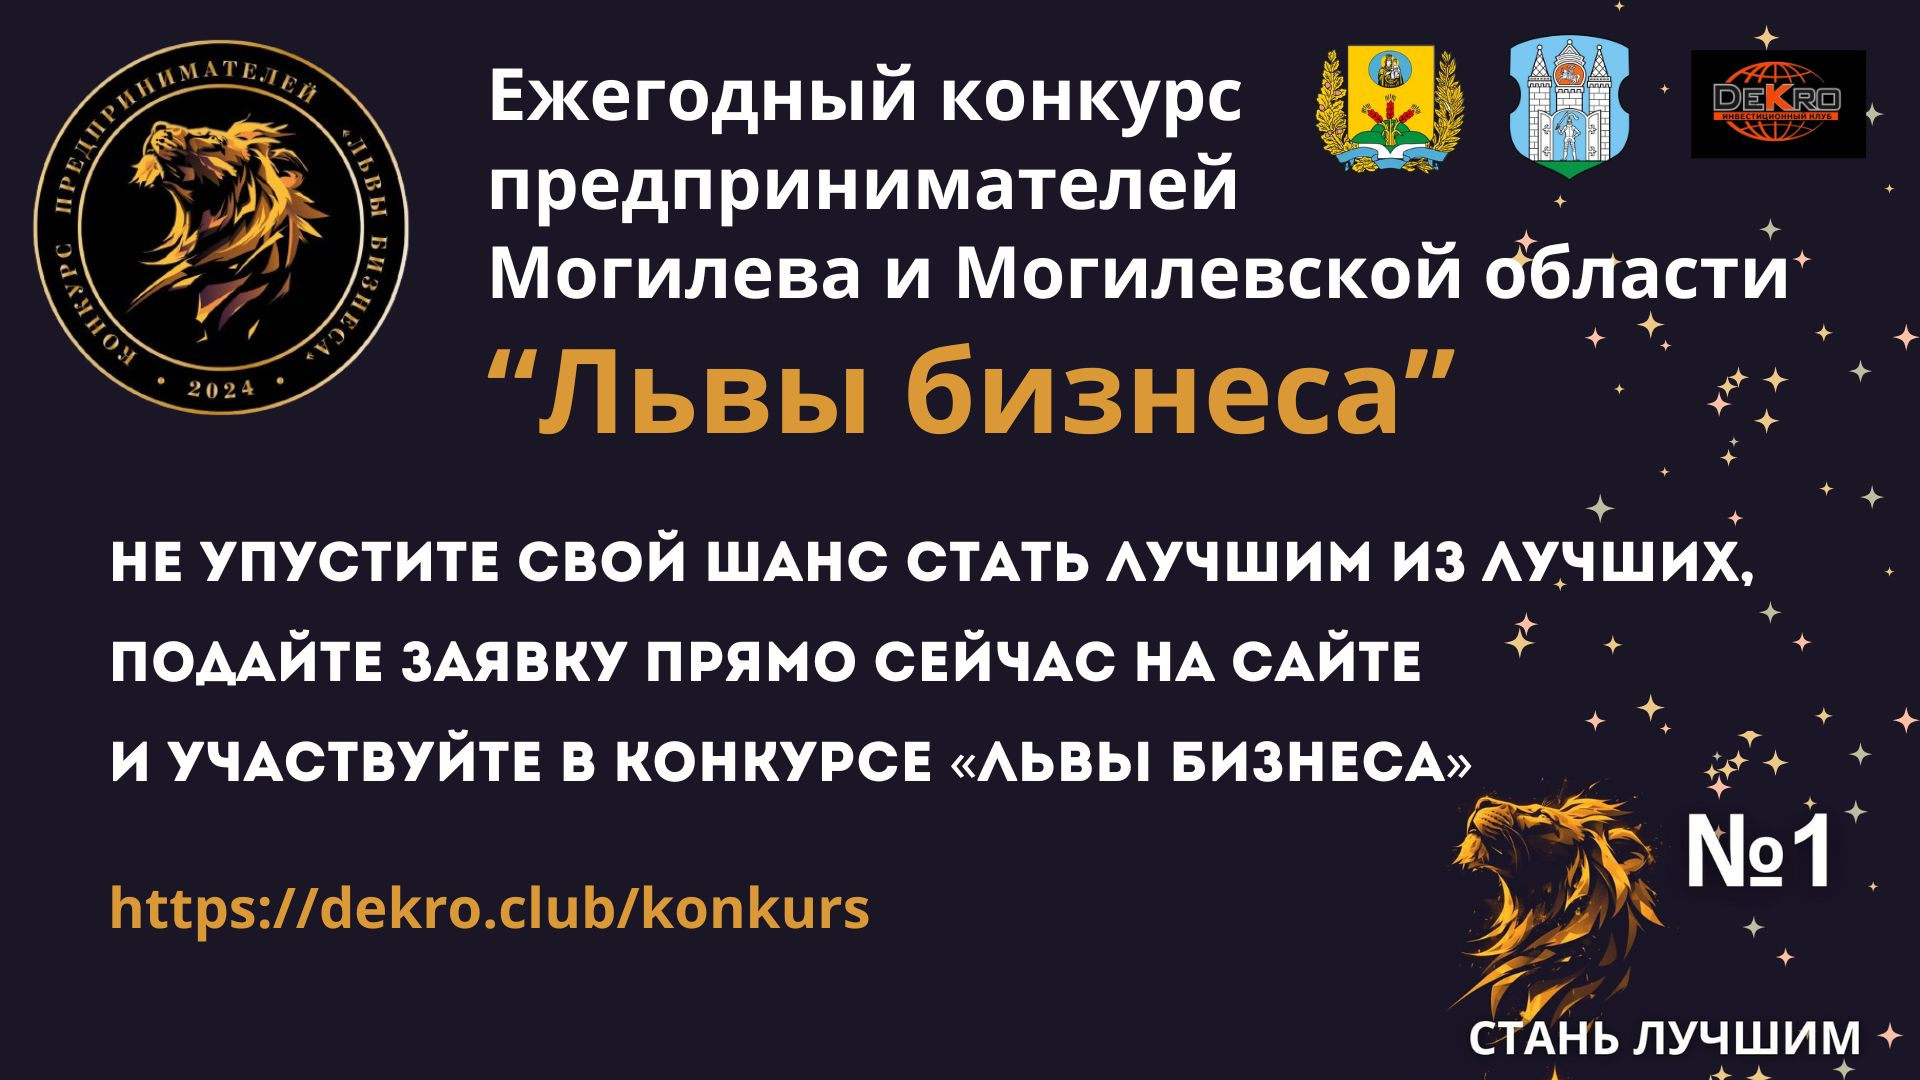 КОНКУРС ПРЕДПРИНИМАТЕЛЕЙ "ЛЬВЫ БИЗНЕСА"
• 2024 •
Ежегодный конкурс
предпринимателей
Могилева и Могилевской области
“Львы бизнеса”
DEKRO
ИНВЕСТИЦИОННЫЙ КЛУБ
НЕ УПУСТИТЕ СВОЙ ШАНС СТАТЬ ЛУЧШИМ ИЗ ЛУЧШИХ,
ПОДАЙТЕ ЗАЯВКУ ПРЯМО СЕЙЧАС НА САЙТЕ
И УЧАСТВУЙТЕ В КОНКУРСЕ «ЛЬВЫ БИЗНЕСА»
https://dekro.club/konkurs
№1
СТАНЬ ЛУЧШИМ